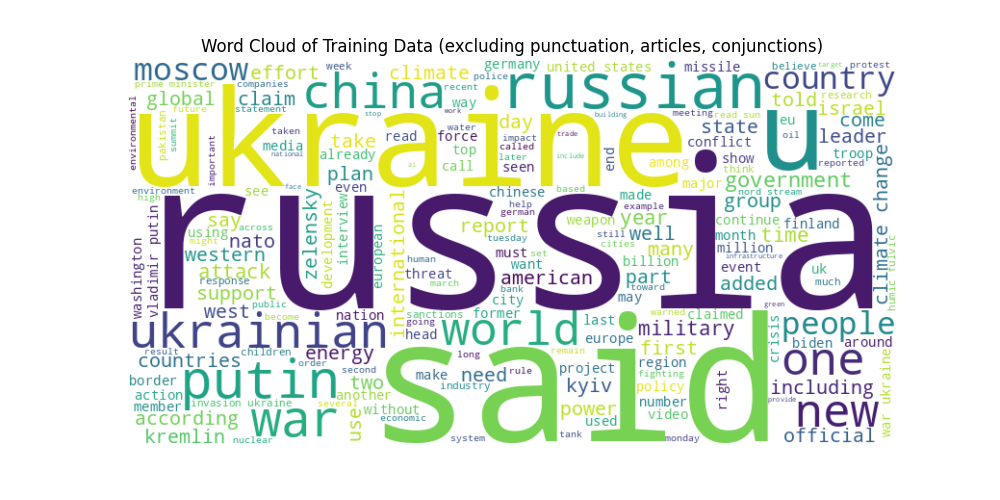 Word Cloud of Training Data (excluding punctuation, articles, conjunctions)
moscow
effort
week
climate
germany
united states
missile
believe
target
protest
prime minister
companies
recent
police
china
russian
country
global
future
claim
statement
stop
way
work
building
meeting
read sun
told
research
israel
environmental
pakistan
summit
important
ukraine
taken
media
national
take
already
plan
read
force
top
call
water
day
impact
called
later
seen
trade
include
ai
end
conflict
among
major
state
u
eu
oil
come
leader
troop
reported
show
think
government
environment
high
see
even
face
zelensky
development
interview
european
international
chinese
help
german
based
made
example
nord stream
group
climate change
russia
say
across
using
might
nato
western
attack
response
support
public
west
become
nation
washington
vladimir putin
report
tuesday
set
must
want
human
threat
march
american
bank
city
weapon
still
cities
year
well
many
billion
toward
part
may
continue
month
finland
time
million
event
infrastructure
added
uk
much
humic fulvic
green
ukrainian
sanctions
going
head
former
world
last
europe
said
warned
claimed
military
first
crisis
people
biden
around
result
children
order
countries
energy
second
long
rule
remain
project
region
fighting
policy
provide
one
including
border
action
member
invasion ukraine
putin
two
another
make
need
industry
kyiv
power
used
number
video
right
new
war ukraine
according
several
war
use
without
economic
kremlin
nuclear
system
tank
monday
official